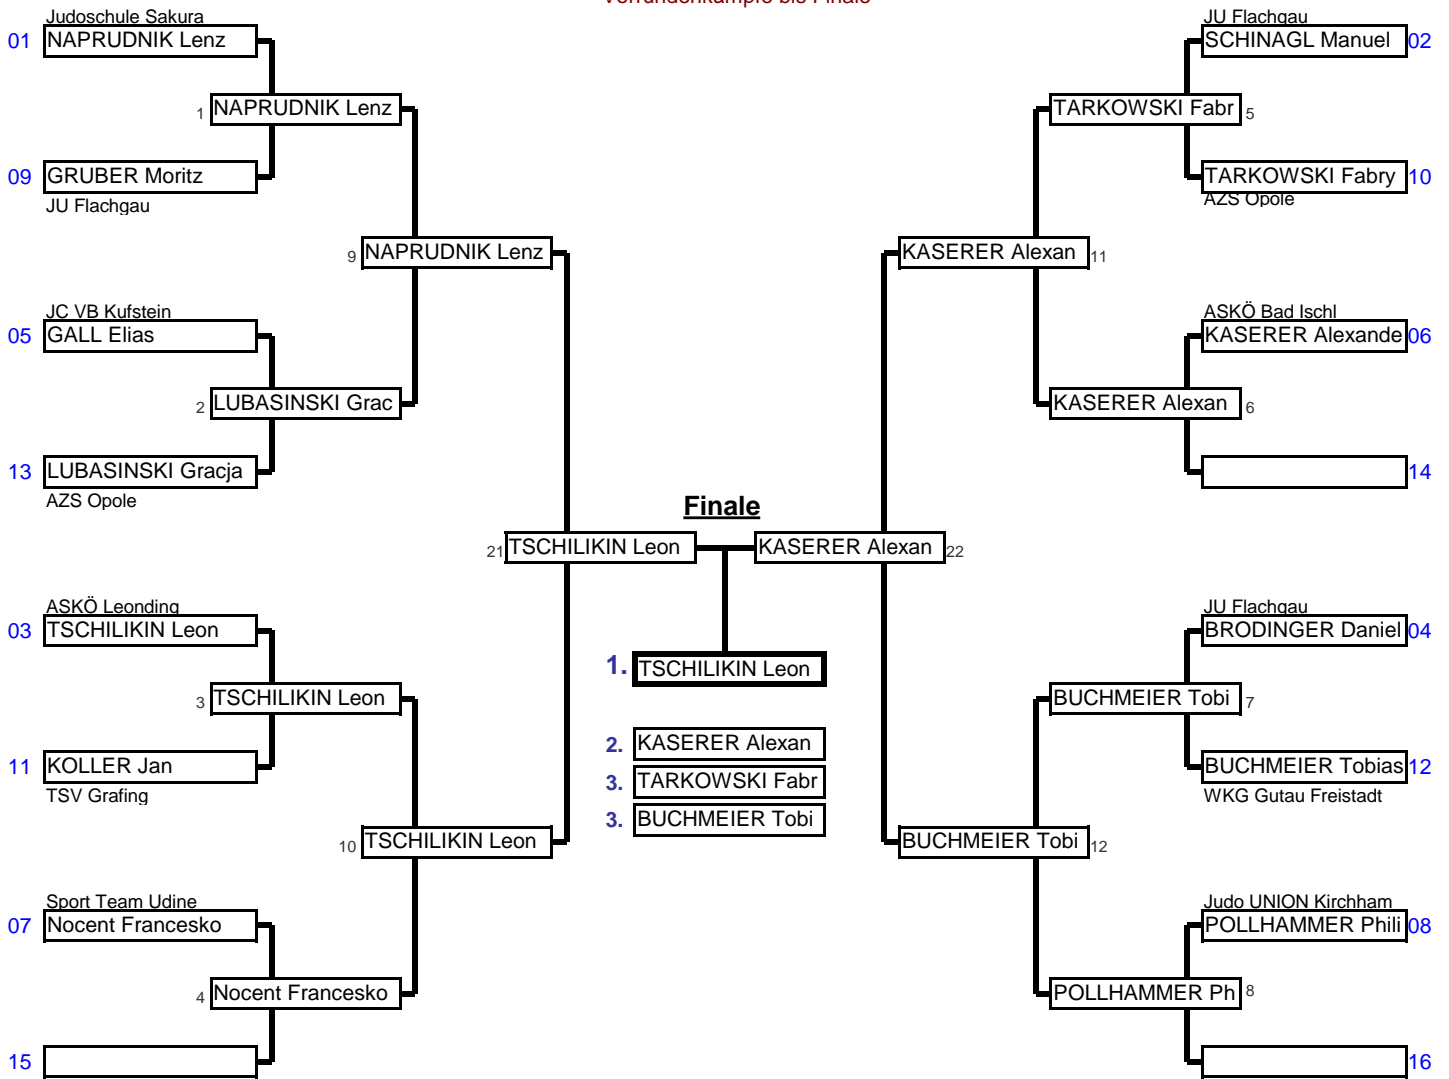 Vorrundenkämpfe bis Finale
Judoschule Sakura
01 NAPRUDNIK Lenz
1 NAPRUDNIK Lenz
09 GRUBER Moritz
JU Flachgau
9 NAPRUDNIK Lenz
JC VB Kufstein
05 GALL Elias
2 LUBASINSKI Grac
13 LUBASINSKI Gracja
AZS Opole
21 TSCHILIKIN Leon
ASKÖ Leonding
03 TSCHILIKIN Leon
3 TSCHILIKIN Leon
11 KOLLER Jan
TSV Grafing
10 TSCHILIKIN Leon
Sport Team Udine
07 Nocent Francesko
4 Nocent Francesko
15
Finale
1. TSCHILIKIN Leon
2. KASERER Alexan
3. TARKOWSKI Fabr
3. BUCHMEIER Tobi
JU Flachgau
SCHINAGL Manuel 02
TARKOWSKI Fabr 5
TARKOWSKI Fabry 10
AZS Opole
KASERER Alexan 11
ASKÖ Bad Ischl
KASERER Alexande 06
KASERER Alexan 6
14
KASERER Alexan 22
JU Flachgau
BRODINGER Daniel 04
BUCHMEIER Tobi 7
BUCHMEIER Tobias 12
WKG Gutau Freistadt
BUCHMEIER Tobi 12
Judo UNION Kirchham
POLLHAMMER Phili 08
POLLHAMMER Ph 8
16